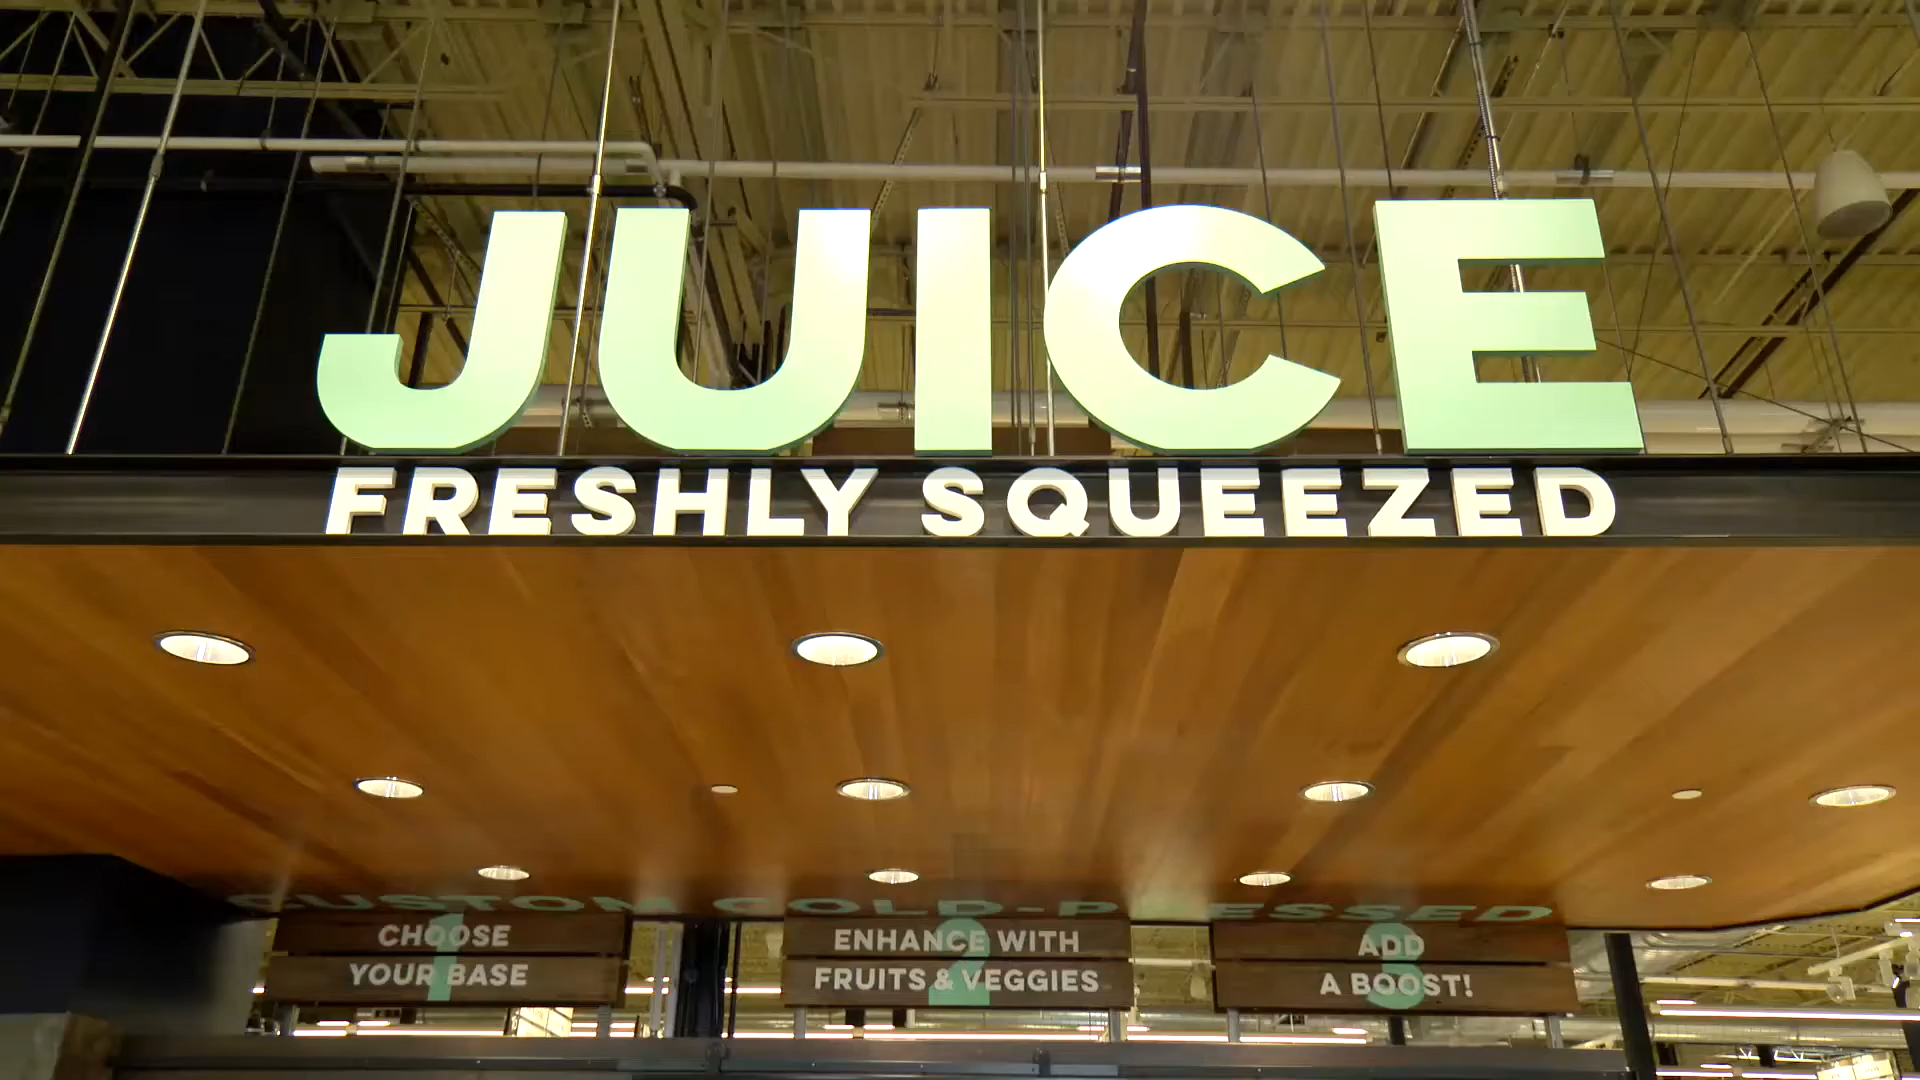 JUICE
FRESHLY SQUEEZED
CUSTOM COLD-PRESSED
1
CHOOSE
YOUR BASE
2
ENHANCE WITH
FRUITS & VEGGIES
3
ADD
A BOOST!